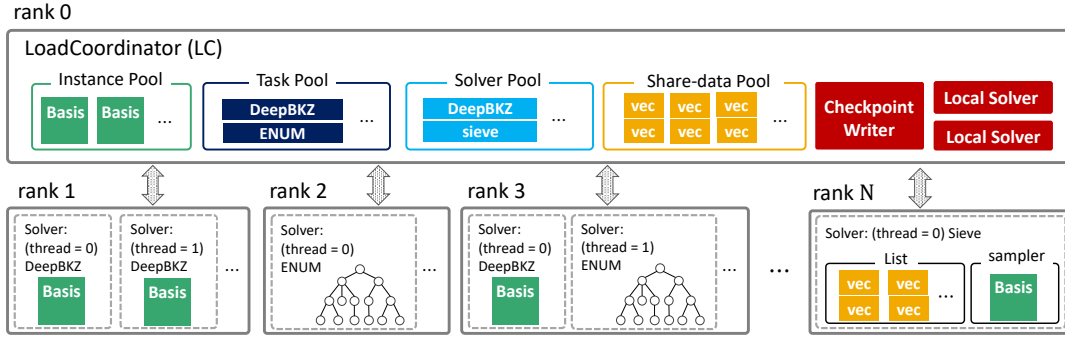 rank 0
LoadCoordinator (LC)
Instance Pool
Task Pool
Solver Pool
Share-data Pool
Basis Basis ...
DeepBKZ
ENUM
...
DeepBKZ
sieve
...
vec vec vec
vec vec vec
...
Checkpoint
Writer
Local Solver
Local Solver
rank 1
rank 2
rank 3
rank N
Solver:
(thread = 0)
DeepBKZ
Basis
Solver:
(thread = 1)
DeepBKZ
Basis
...
Solver:
(thread = 0)
ENUM
...
Solver:
(thread = 0)
DeepBKZ
Basis
Solver:
(thread = 1)
ENUM
...
...
Solver: (thread = 0) Sieve
List
vec vec
vec vec
...
sampler
Basis